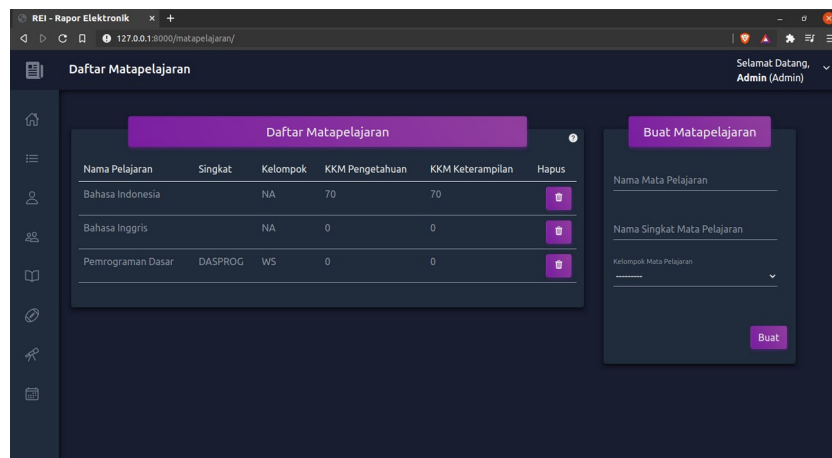 REI - Rapor Elektronik × +
127.0.0.1:8000/matapelajaran/
Daftar Matapelajaran
Selamat Datang,
Admin (Admin)
Daftar Matapelajaran
Nama Pelajaran Singkat Kelompok KKM Pengetahuan KKM Keterampilan Hapus
Bahasa Indonesia NA 70 70
Bahasa Inggris NA 0 0
Pemrograman Dasar DASPROG WS 0 0
Buat Matapelajaran
Nama Mata Pelajaran
Nama Singkat Mata Pelajaran
Kelompok Mata Pelajaran
---------
Buat